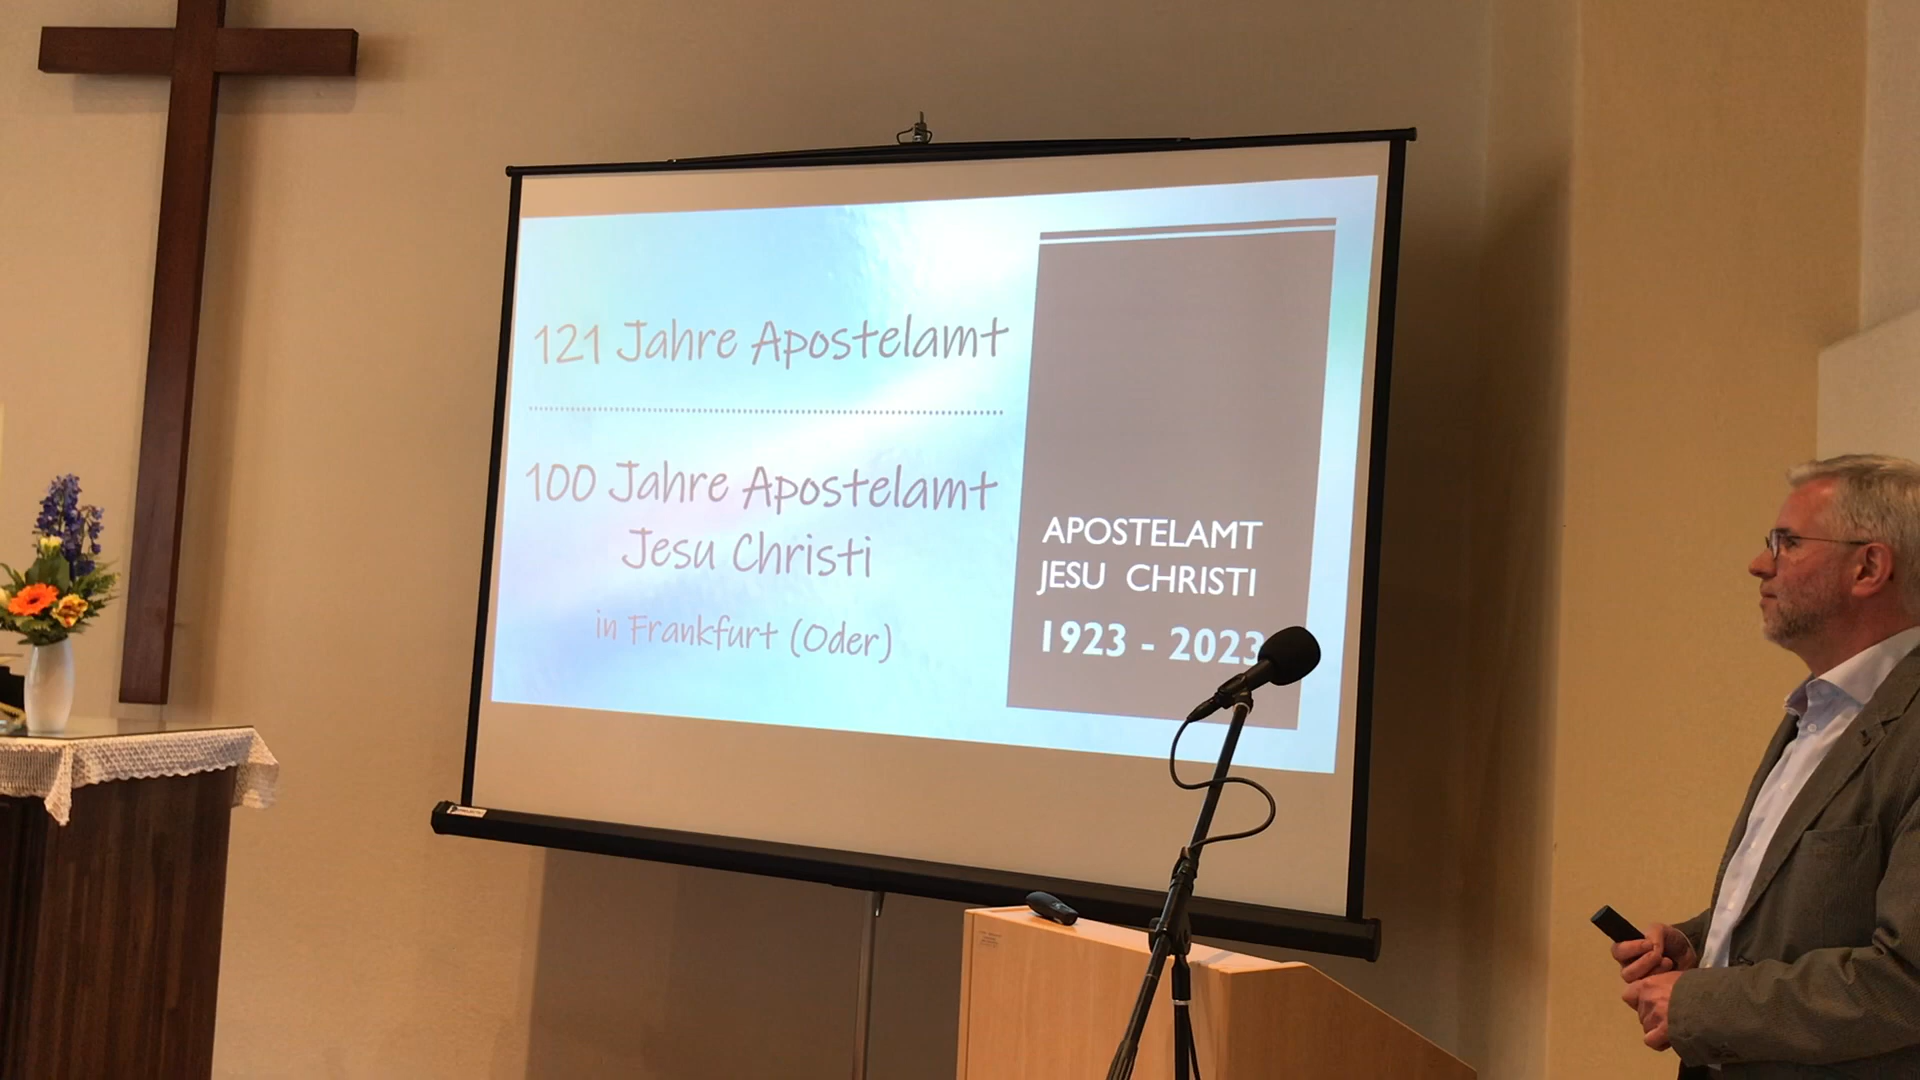 121 Jahre Apostelamt
100 Jahre Apostelamt
Jesu Christi
in Frankfurt (Oder)
APOSTELAMT
JESU CHRISTI
1923 - 2023